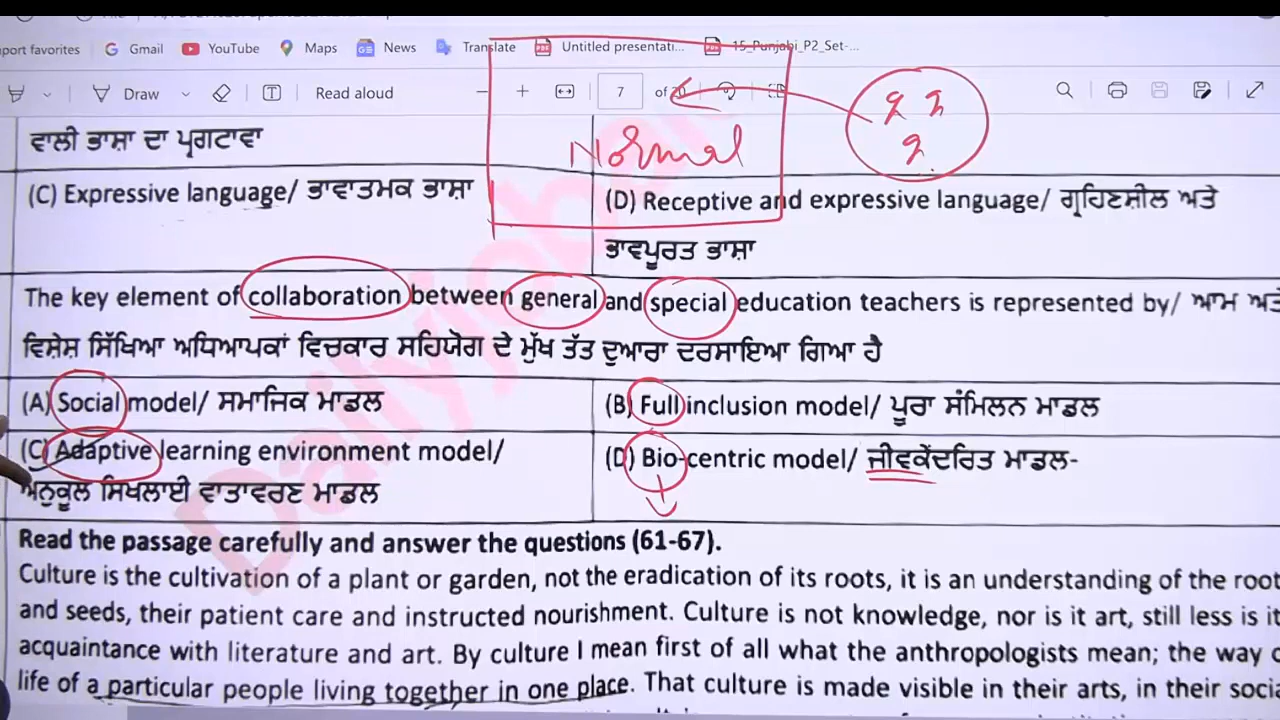 port favorites Gmail YouTube Maps News Translate Untitled presentati... 15_Punjabi_P2_Set-...
Draw Read aloud 7 of 20
ਵਾਲੀ ਭਾਸ਼ਾ ਦਾ ਪ੍ਰਗਟਾਵਾ
Normal
(C) Expressive language/ ਭਾਵਾਤਮਕ ਭਾਸ਼ਾ
(D) Receptive and expressive language/ ਗ੍ਰਹਿਣਸ਼ੀਲ ਅਤੇ
ਭਾਵਪੂਰਤ ਭਾਸ਼ਾ
The key element of collaboration between general and special education teachers is represented by/ ਆਮ ਅਤੇ
ਵਿਸ਼ੇਸ਼ ਸਿੱਖਿਆ ਅਧਿਆਪਕਾਂ ਵਿਚਕਾਰ ਸਹਿਯੋਗ ਦੇ ਮੁੱਖ ਤੱਤ ਦੁਆਰਾ ਦਰਸਾਇਆ ਗਿਆ ਹੈ
(A) Social model/ ਸਮਾਜਿਕ ਮਾਡਲ
(B) Full inclusion model/ ਪੂਰਾ ਸੰਮਿਲਨ ਮਾਡਲ
(C) Adaptive learning environment model/
ਅਨੁਕੂਲ ਸਿਖਲਾਈ ਵਾਤਾਵਰਣ ਮਾਡਲ
(D) Bio-centric model/ ਜੀਵਕੇਂਦਰਿਤ ਮਾਡਲ-
Read the passage carefully and answer the questions (61-67).
Culture is the cultivation of a plant or garden, not the eradication of its roots, it is an understanding of the root
and seeds, their patient care and instructed nourishment. Culture is not knowledge, nor is it art, still less is it
acquaintance with literature and art. By culture I mean first of all what the anthropologists mean; the way o
life of a particular people living together in one place. That culture is made visible in their arts, in their socia